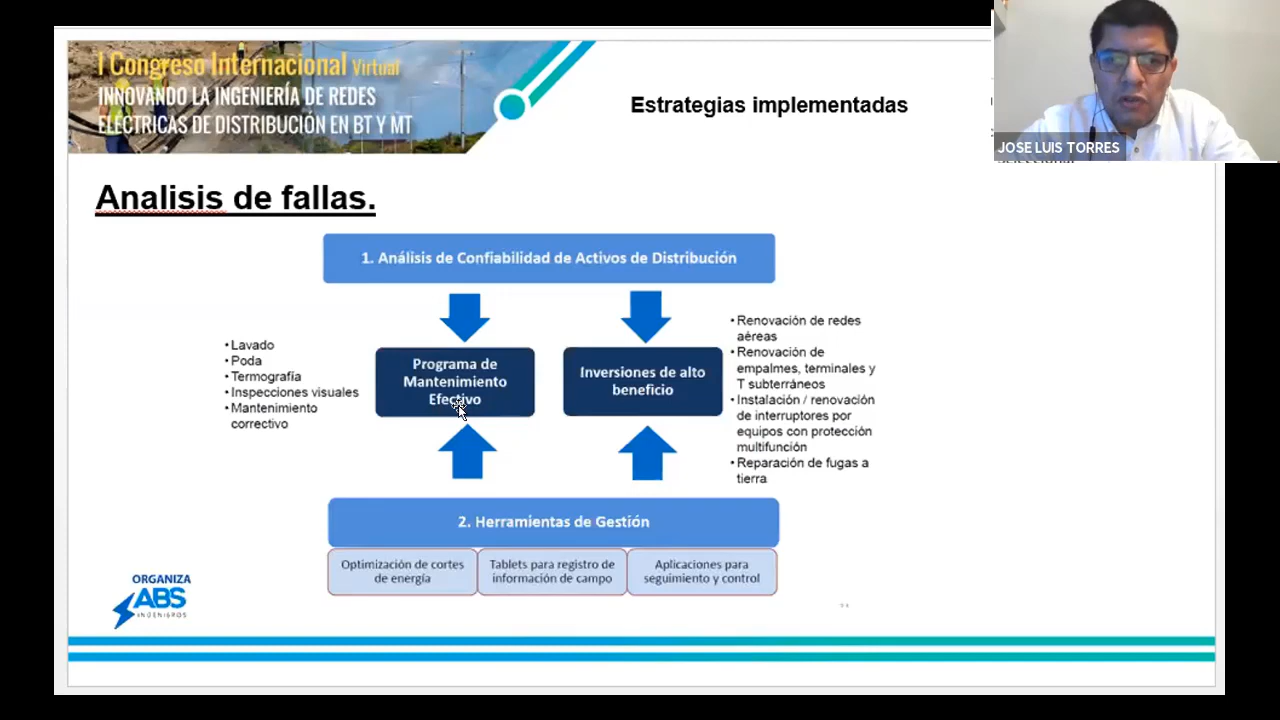 I Congreso Internacional Virtual
INNOVANDO LA INGENIERÍA DE REDES
ELÉCTRICAS DE DISTRIBUCIÓN EN BT Y MT
Estrategias implementadas
JOSE LUIS TORRES
Analisis de fallas.
1. Análisis de Confiabilidad de Activos de Distribución
• Lavado
• Poda
• Termografía
• Inspecciones visuales
• Mantenimiento
correctivo
Programa de
Mantenimiento
Efectivo
Inversiones de alto
beneficio
• Renovación de redes
aéreas
• Renovación de
empalmes, terminales y
T subterráneos
• Instalación / renovación
de interruptores por
equipos con protección
multifunción
• Reparación de fugas a
tierra
2. Herramientas de Gestión
Optimización de cortes
de energía
Tablets para registro de
información de campo
Aplicaciones para
seguimiento y control
ORGANIZA
ABS
INGENIEROS